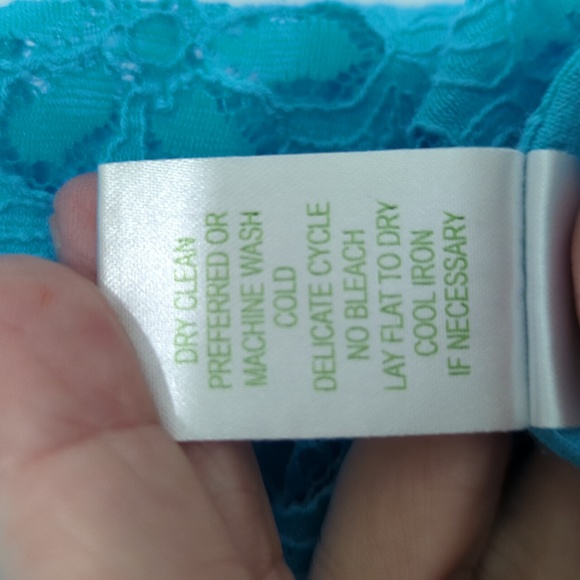 DRY CLEAN
PREFERRED OR
MACHINE WASH
COLD
DELICATE CYCLE
NO BLEACH
LAY FLAT TO DRY
COOL IRON
IF NECESSARY